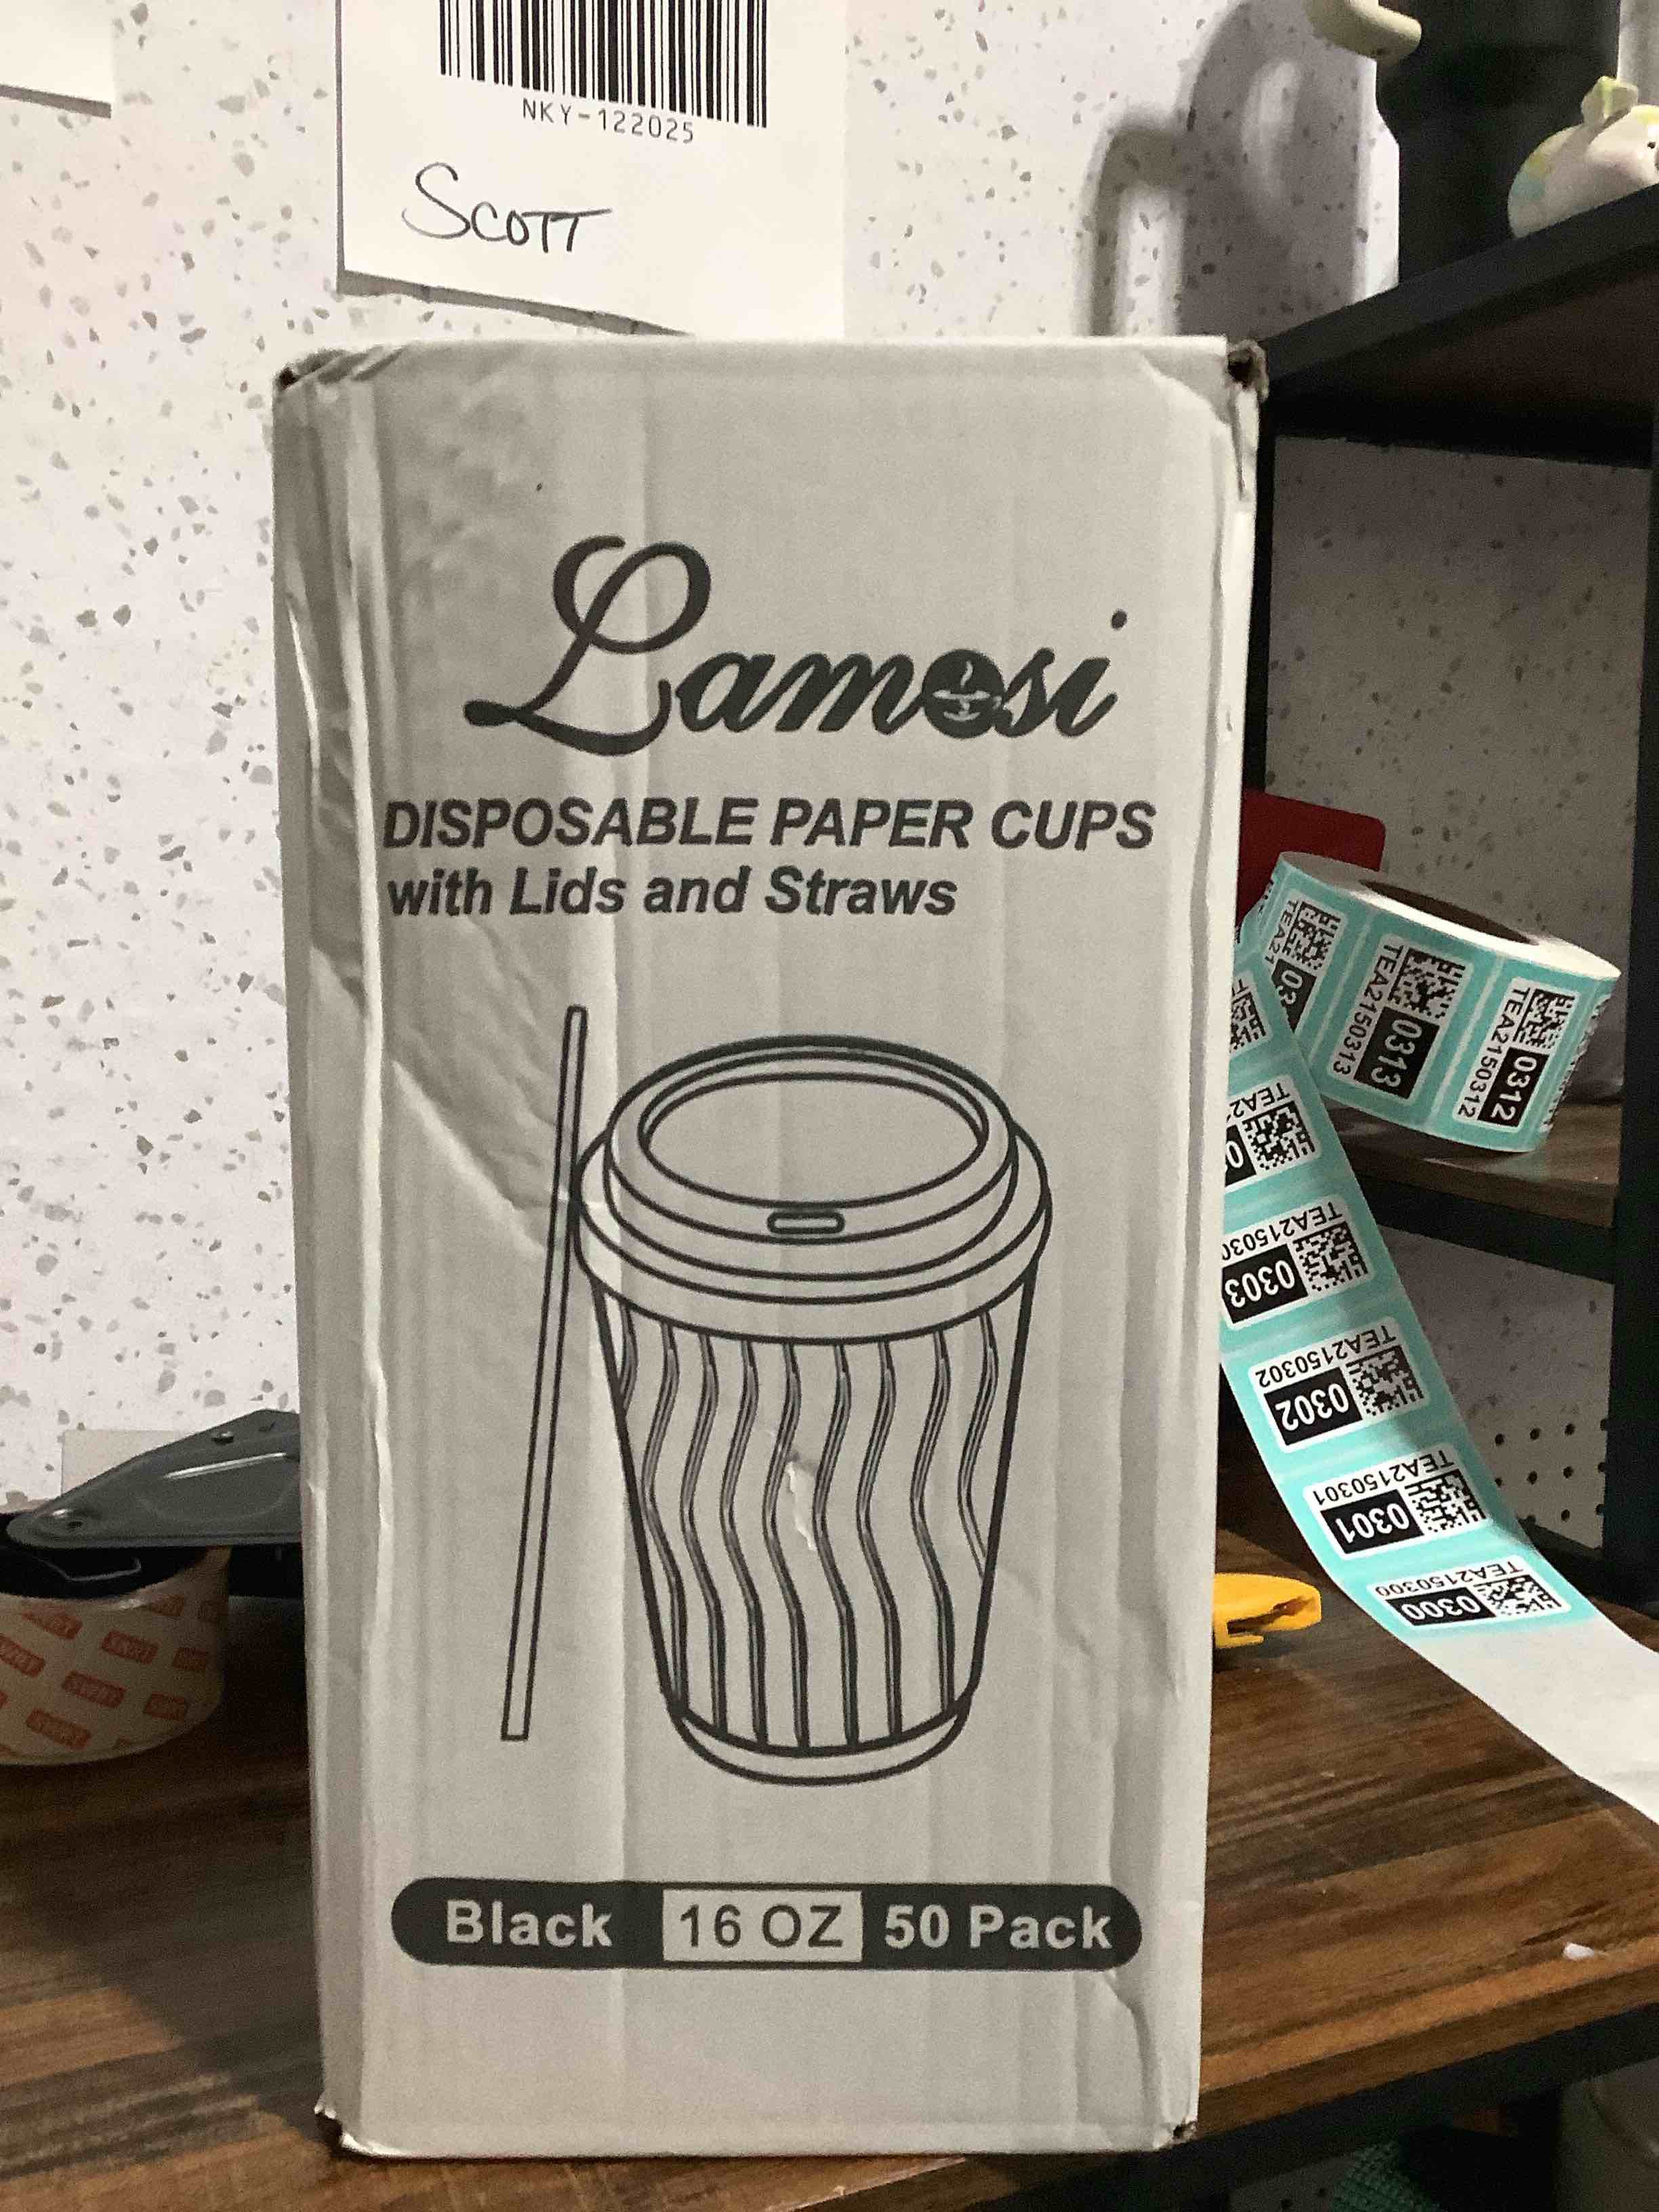 NKY-122025
SCOTT
Lamosi
DISPOSABLE PAPER CUPS
with Lids and Straws
Black 16 OZ 50 Pack
TEA2150313
0313
TEA2150312
0312
0303
TEA2150302
0302
TEA2150301
0301
TEA2150300
0300